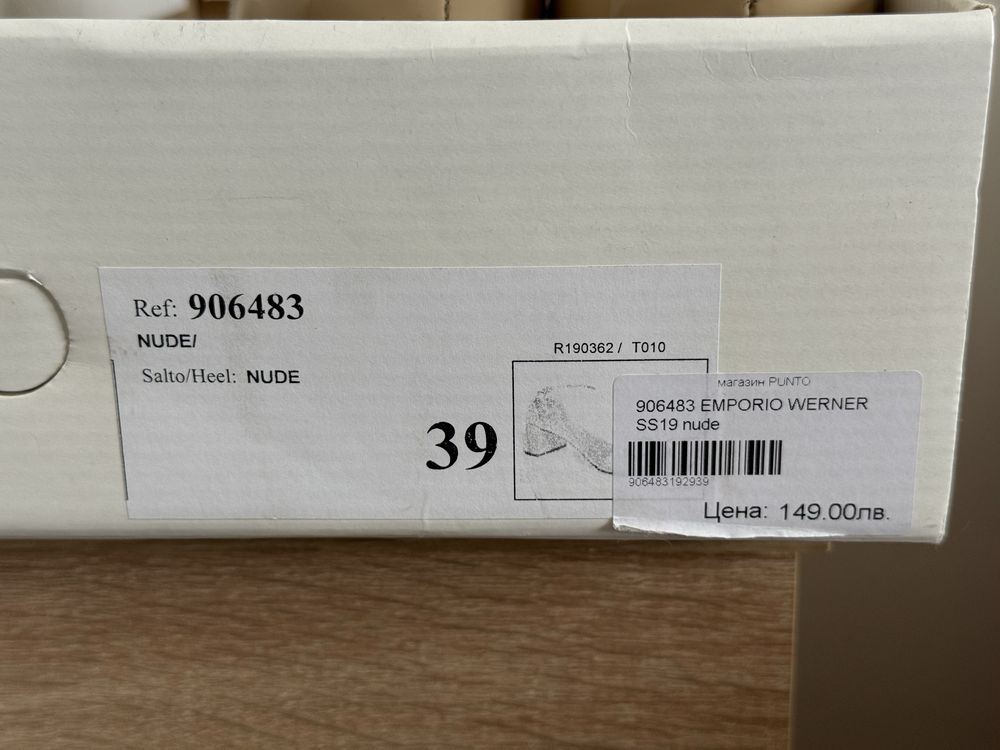 Ref: 906483
NUDE/
Salto/Heel: NUDE
39
R190362 / T010
магазин PUNTO
906483 EMPORIO WERNER
SS19 nude
906483192939
Цена: 149.00лв.